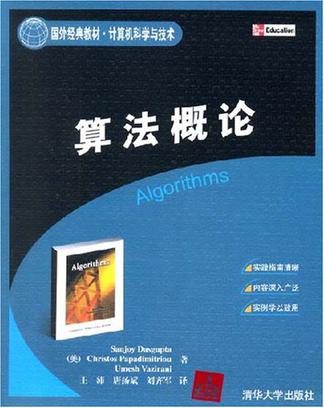 国外经典教材·计算机科学与技术
Education
算法概论
Algorithms
Algorithms
实践指南清晰
内容深入广泛
实例学以致用
Sanjoy Dasgupta
(美) Christos Papadimitriou 著
Umesh Vazirani
王沛 唐扬斌 刘齐军 译
清华大学出版社